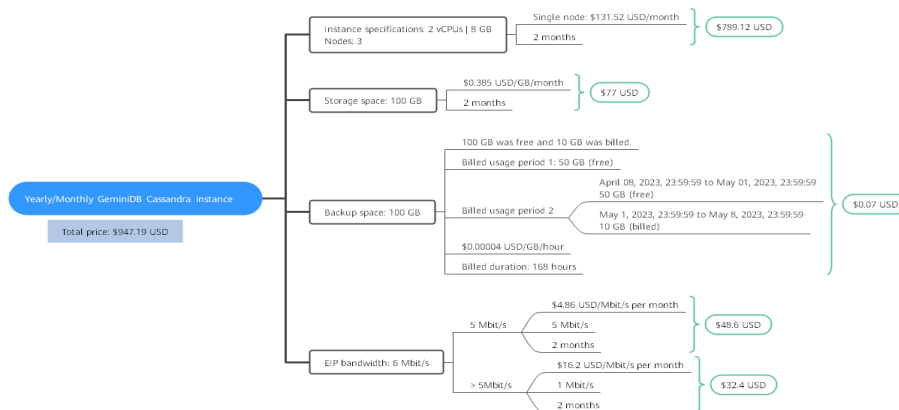 Yearly/Monthly GeminiDB Cassandra instance
Total price: $947.19 USD
Instance specifications: 2 vCPUs | 8 GB
Nodes: 3
Single node: $131.52 USD/month
2 months
$789.12 USD
Storage space: 100 GB
$0.385 USD/GB/month
2 months
$77 USD
Backup space: 100 GB
100 GB was free and 10 GB was billed.
Billed usage period 1: 50 GB (free)
Billed usage period 2
April 08, 2023, 23:59:59 to May 01, 2023, 23:59:59
50 GB (free)
May 1, 2023, 23:59:59 to May 8, 2023, 23:59:59
10 GB (billed)
$0.00004 USD/GB/hour
Billed duration: 168 hours
$0.07 USD
EIP bandwidth: 6 Mbit/s
5 Mbit/s
$4.86 USD/Mbit/s per month
5 Mbit/s
2 months
$48.6 USD
> 5Mbit/s
$16.2 USD/Mbit/s per month
1 Mbit/s
2 months
$32.4 USD